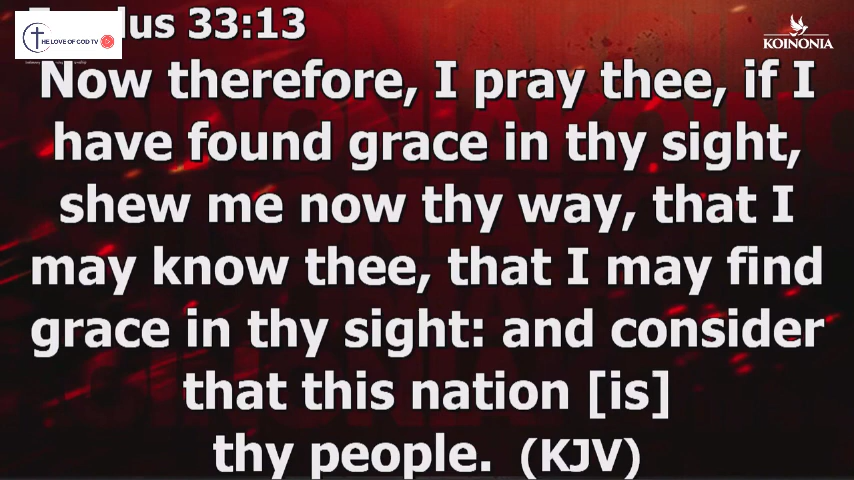 THE LOVE OF GOD TV
33:13
KOINONIA
Now therefore, I pray thee, if I
have found grace in thy sight,
shew me now thy way, that I
may know thee, that I may find
grace in thy sight: and consider
that this nation [is]
thy people. (KJV)